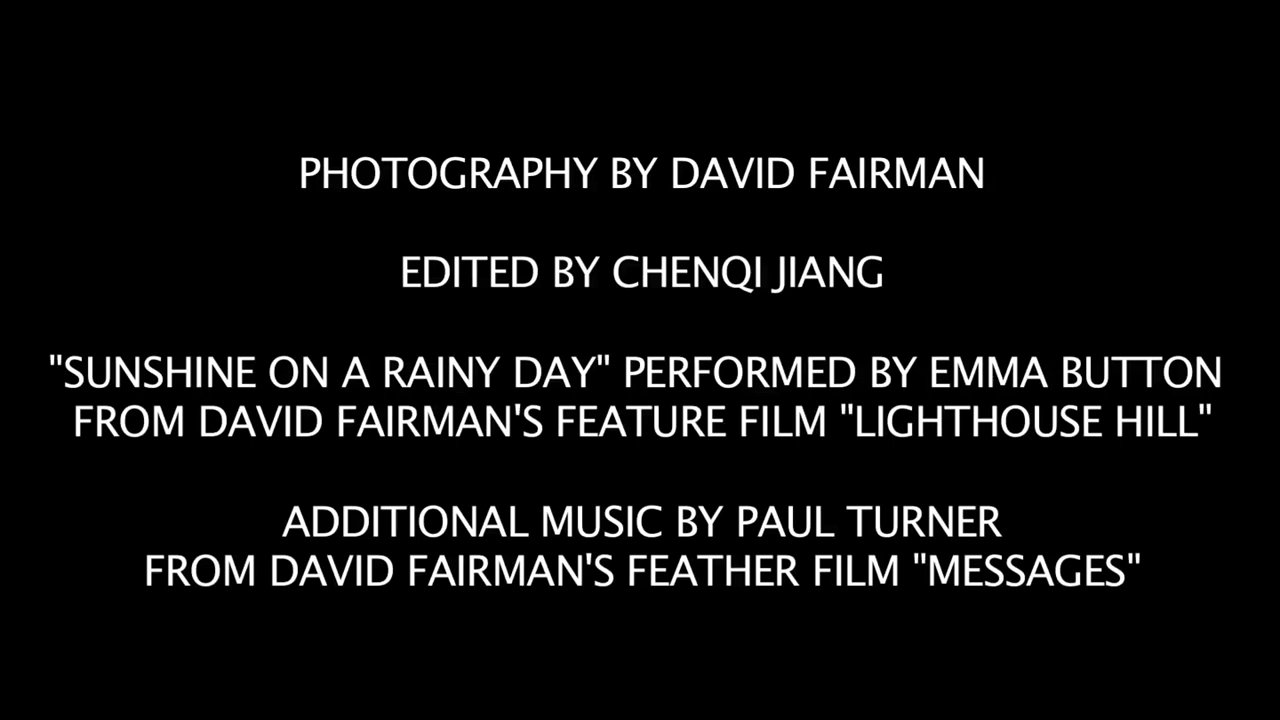 PHOTOGRAPHY BY DAVID FAIRMAN
EDITED BY CHENQI JIANG
"SUNSHINE ON A RAINY DAY" PERFORMED BY EMMA BUTTON
FROM DAVID FAIRMAN'S FEATURE FILM "LIGHTHOUSE HILL"
ADDITIONAL MUSIC BY PAUL TURNER
FROM DAVID FAIRMAN'S FEATHER FILM "MESSAGES"